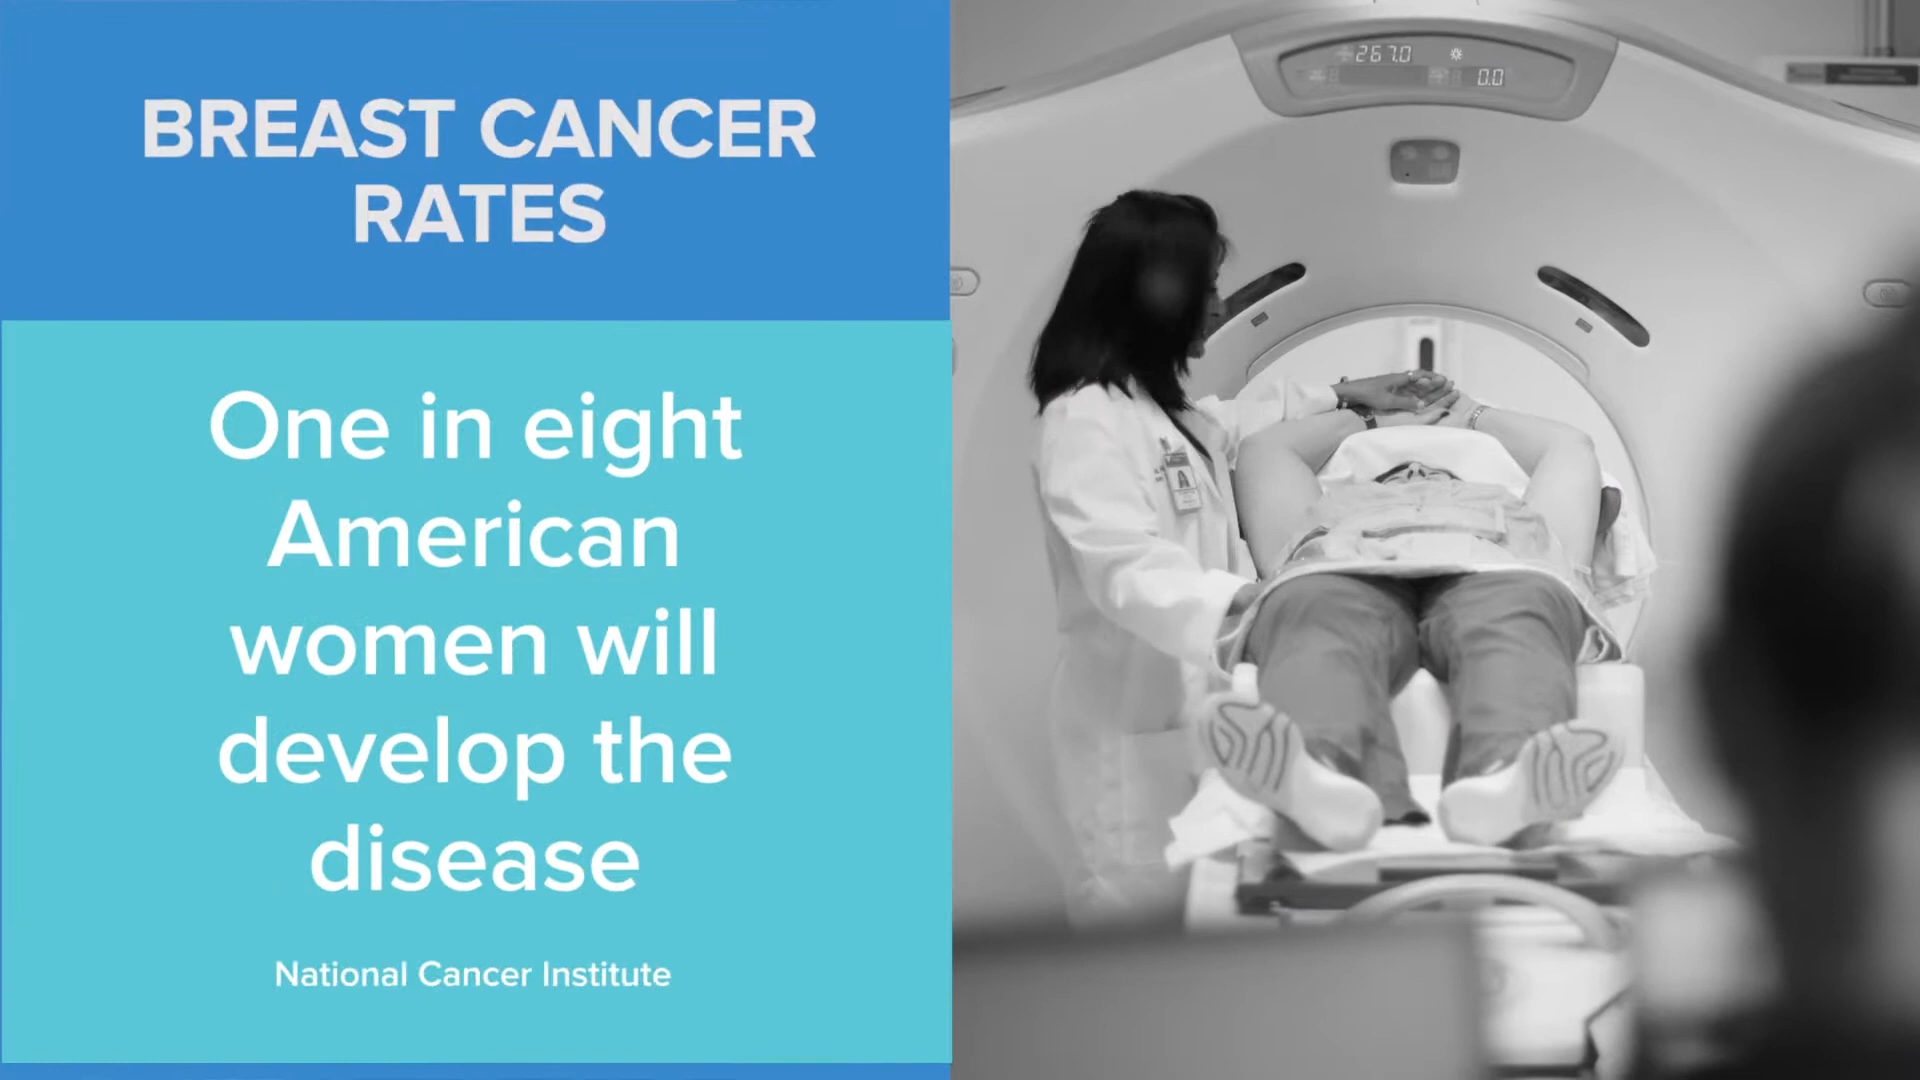 BREAST CANCER
RATES
One in eight
American
women will
develop the
disease
National Cancer Institute
267.0
0.0